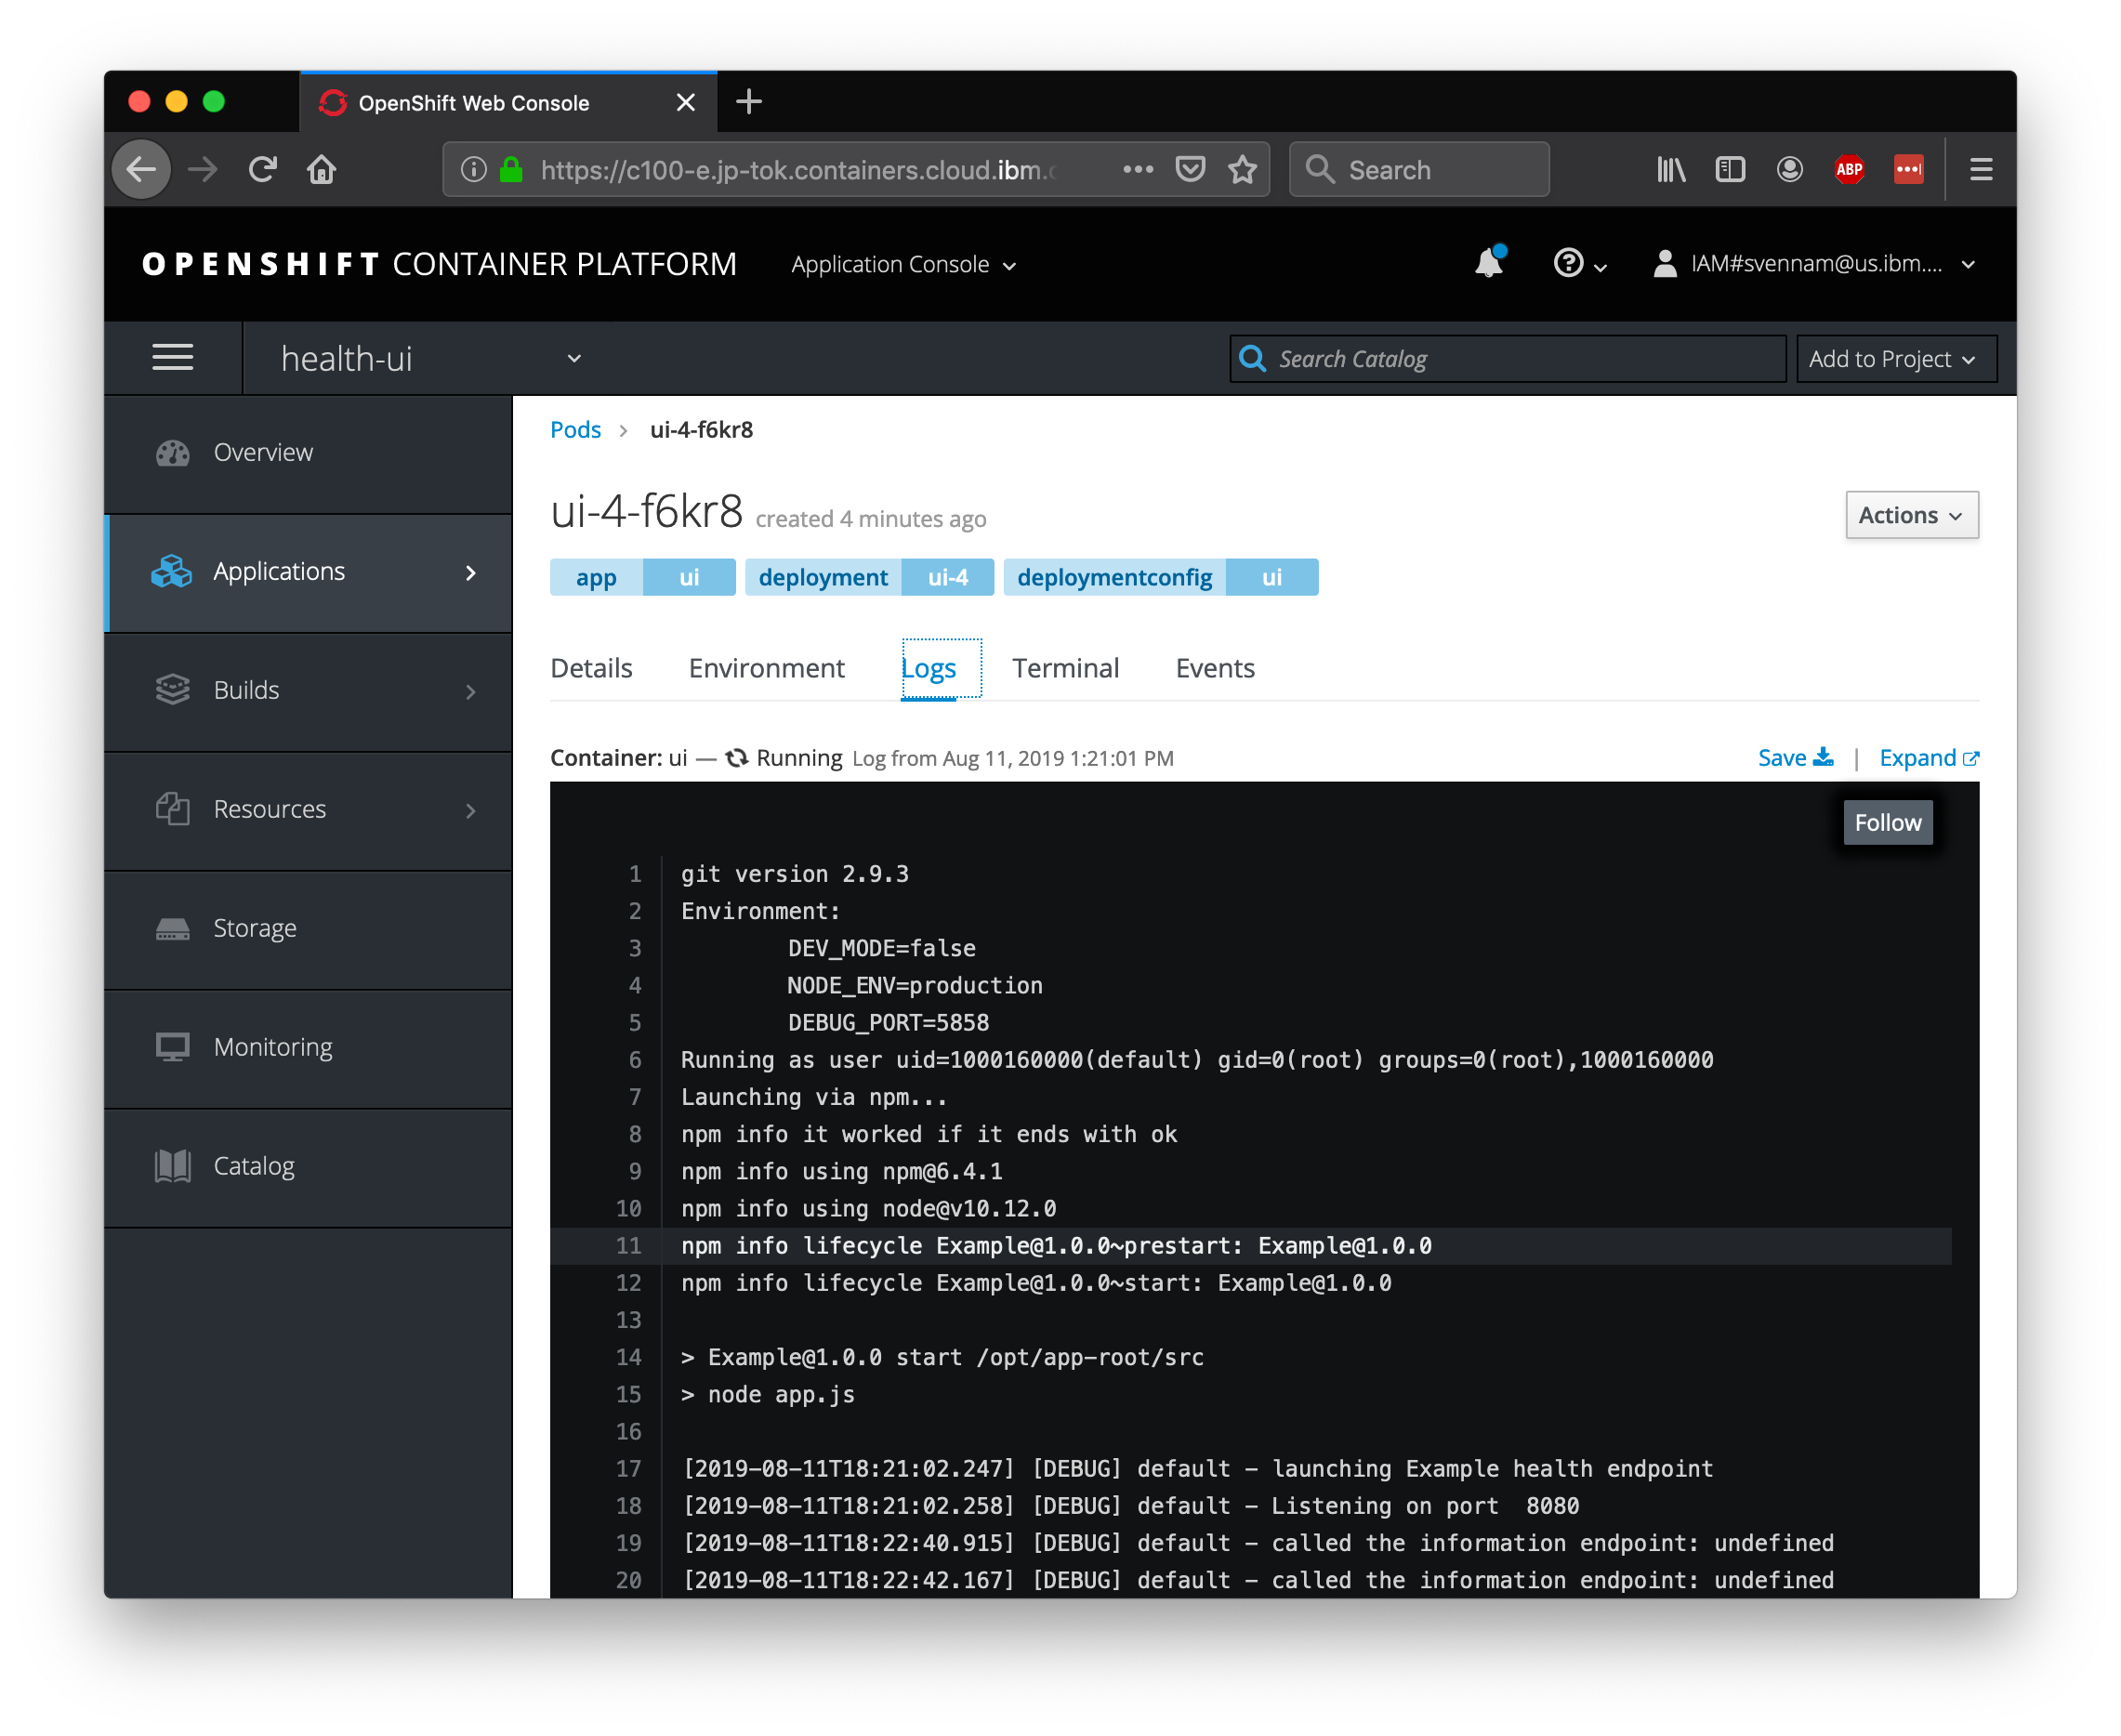 OpenShift Web Console
https://c100-e.jp-tok.containers.cloud.ibm.
Search
ABP
OPENSHIFT CONTAINER PLATFORM
Application Console
IAM#svennam@us.ibm....
health-ui
Search Catalog
Add to Project
Overview
Applications
Builds
Resources
Storage
Monitoring
Catalog
Pods > ui-4-f6kr8
ui-4-f6kr8 created 4 minutes ago
Actions
app ui deployment ui-4 deploymentconfig ui
Details Environment Logs Terminal Events
Container: ui — Running Log from Aug 11, 2019 1:21:01 PM
Save | Expand
Follow
1 git version 2.9.3
2 Environment:
3 DEV_MODE=false
4 NODE_ENV=production
5 DEBUG_PORT=5858
6 Running as user uid=1000160000(default) gid=0(root) groups=0(root),1000160000
7 Launching via npm...
8 npm info it worked if it ends with ok
9 npm info using npm@6.4.1
10 npm info using node@v10.12.0
11 npm info lifecycle Example@1.0.0~prestart: Example@1.0.0
12 npm info lifecycle Example@1.0.0~start: Example@1.0.0
13
14 > Example@1.0.0 start /opt/app-root/src
15 > node app.js
16
17 [2019-08-11T18:21:02.247] [DEBUG] default - launching Example health endpoint
18 [2019-08-11T18:21:02.258] [DEBUG] default - Listening on port  8080
19 [2019-08-11T18:22:40.915] [DEBUG] default - called the information endpoint: undefined
20 [2019-08-11T18:22:42.167] [DEBUG] default - called the information endpoint: undefined